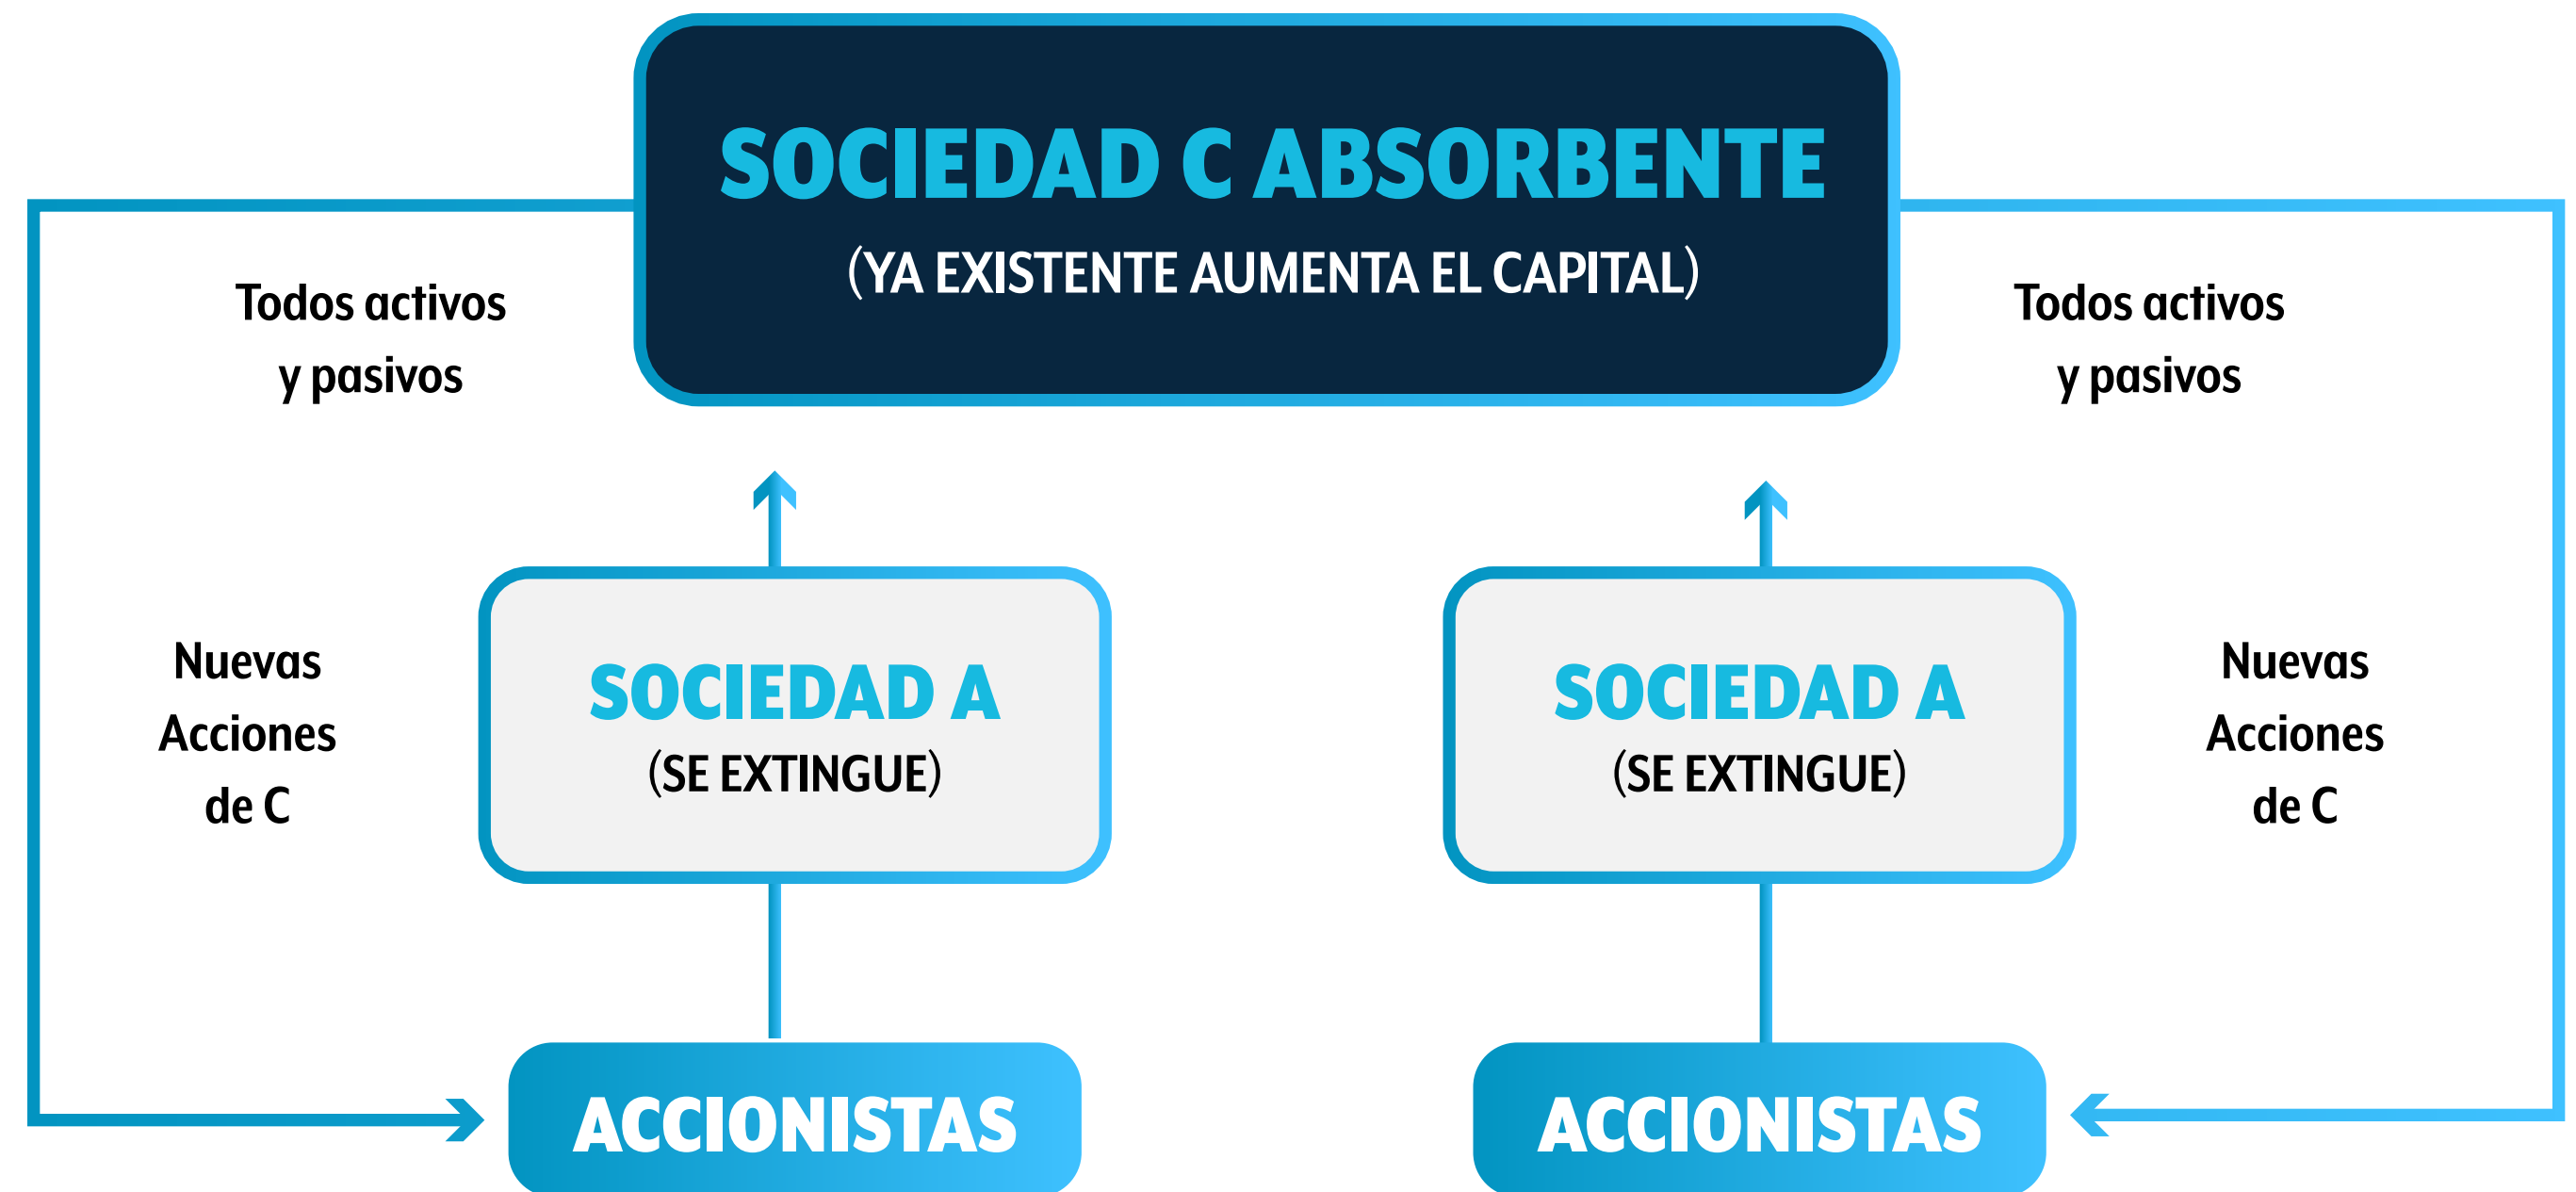 SOCIEDAD C ABSORBENTE
(YA EXISTENTE AUMENTA EL CAPITAL)
Todos activos
y pasivos
Todos activos
y pasivos
Nuevas
Acciones
de C
SOCIEDAD A
(SE EXTINGUE)
SOCIEDAD A
(SE EXTINGUE)
Nuevas
Acciones
de C
ACCIONISTAS
ACCIONISTAS